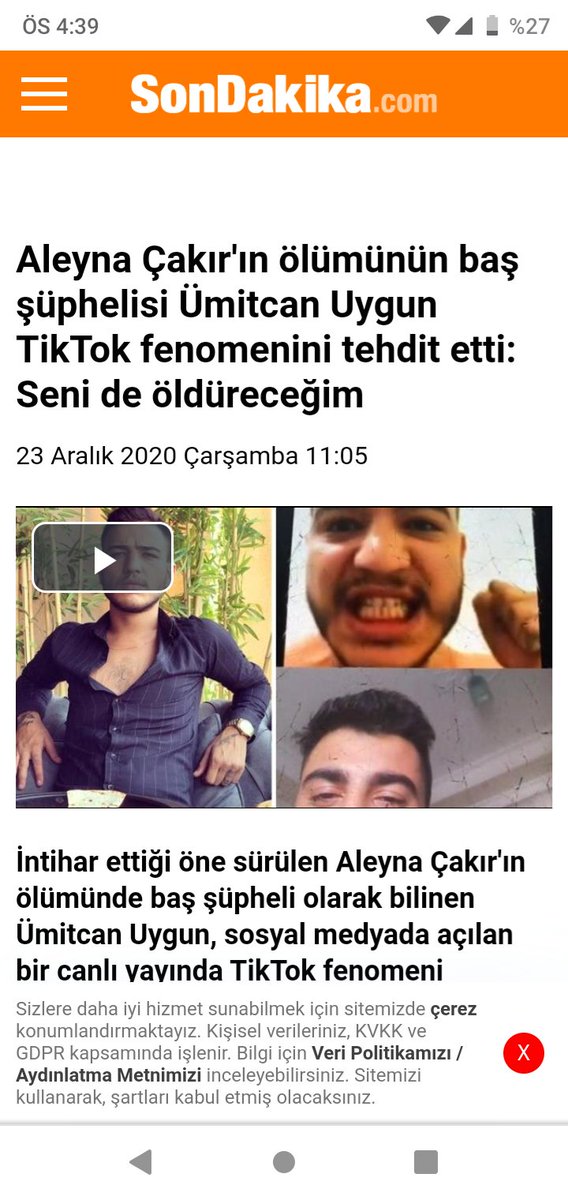 ÖS 4:39
%27
SonDakika.com
Aleyna Çakır'ın ölümünün baş
şüphelisi Ümitcan Uygun
TikTok fenomenini tehdit etti:
Seni de öldüreceğim
23 Aralık 2020 Çarşamba 11:05
İntihar ettiği öne sürülen Aleyna Çakır'ın
ölümünde baş şüpheli olarak bilinen
Ümitcan Uygun, sosyal medyada açılan
bir canlı yayında TikTok fenomeni
Sizlere daha iyi hizmet sunabilmek için sitemizde çerez
konumlandırmaktayız. Kişisel verileriniz, KVKK ve
GDPR kapsamında işlenir. Bilgi için Veri Politikamızı /
Aydınlatma Metnimizi inceleyebilirsiniz. Sitemizi
kullanarak, şartları kabul etmiş olacaksınız.
X